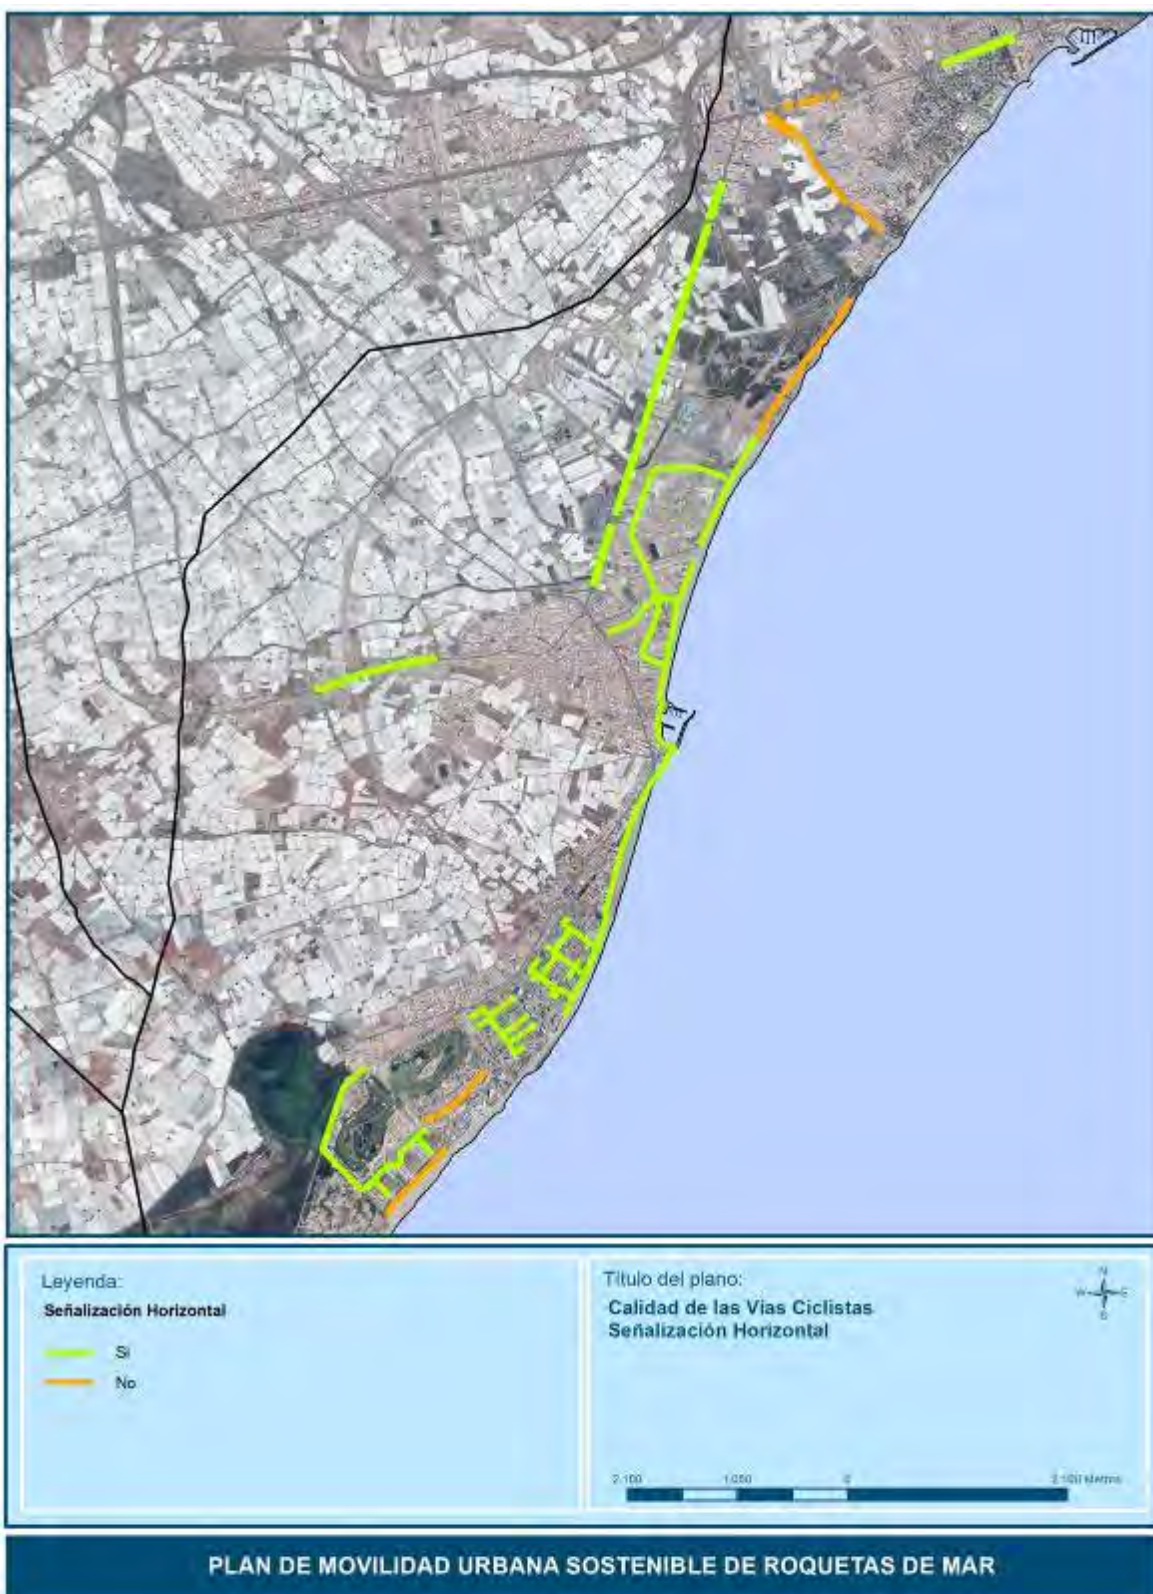 Leyenda:
Señalización Horizontal
Si
No
Título del plano:
Calidad de las Vias Ciclistas
Señalización Horizontal
N
W E
S
2.100 1.050 0 2.100 Metros
PLAN DE MOVILIDAD URBANA SOSTENIBLE DE ROQUETAS DE MAR